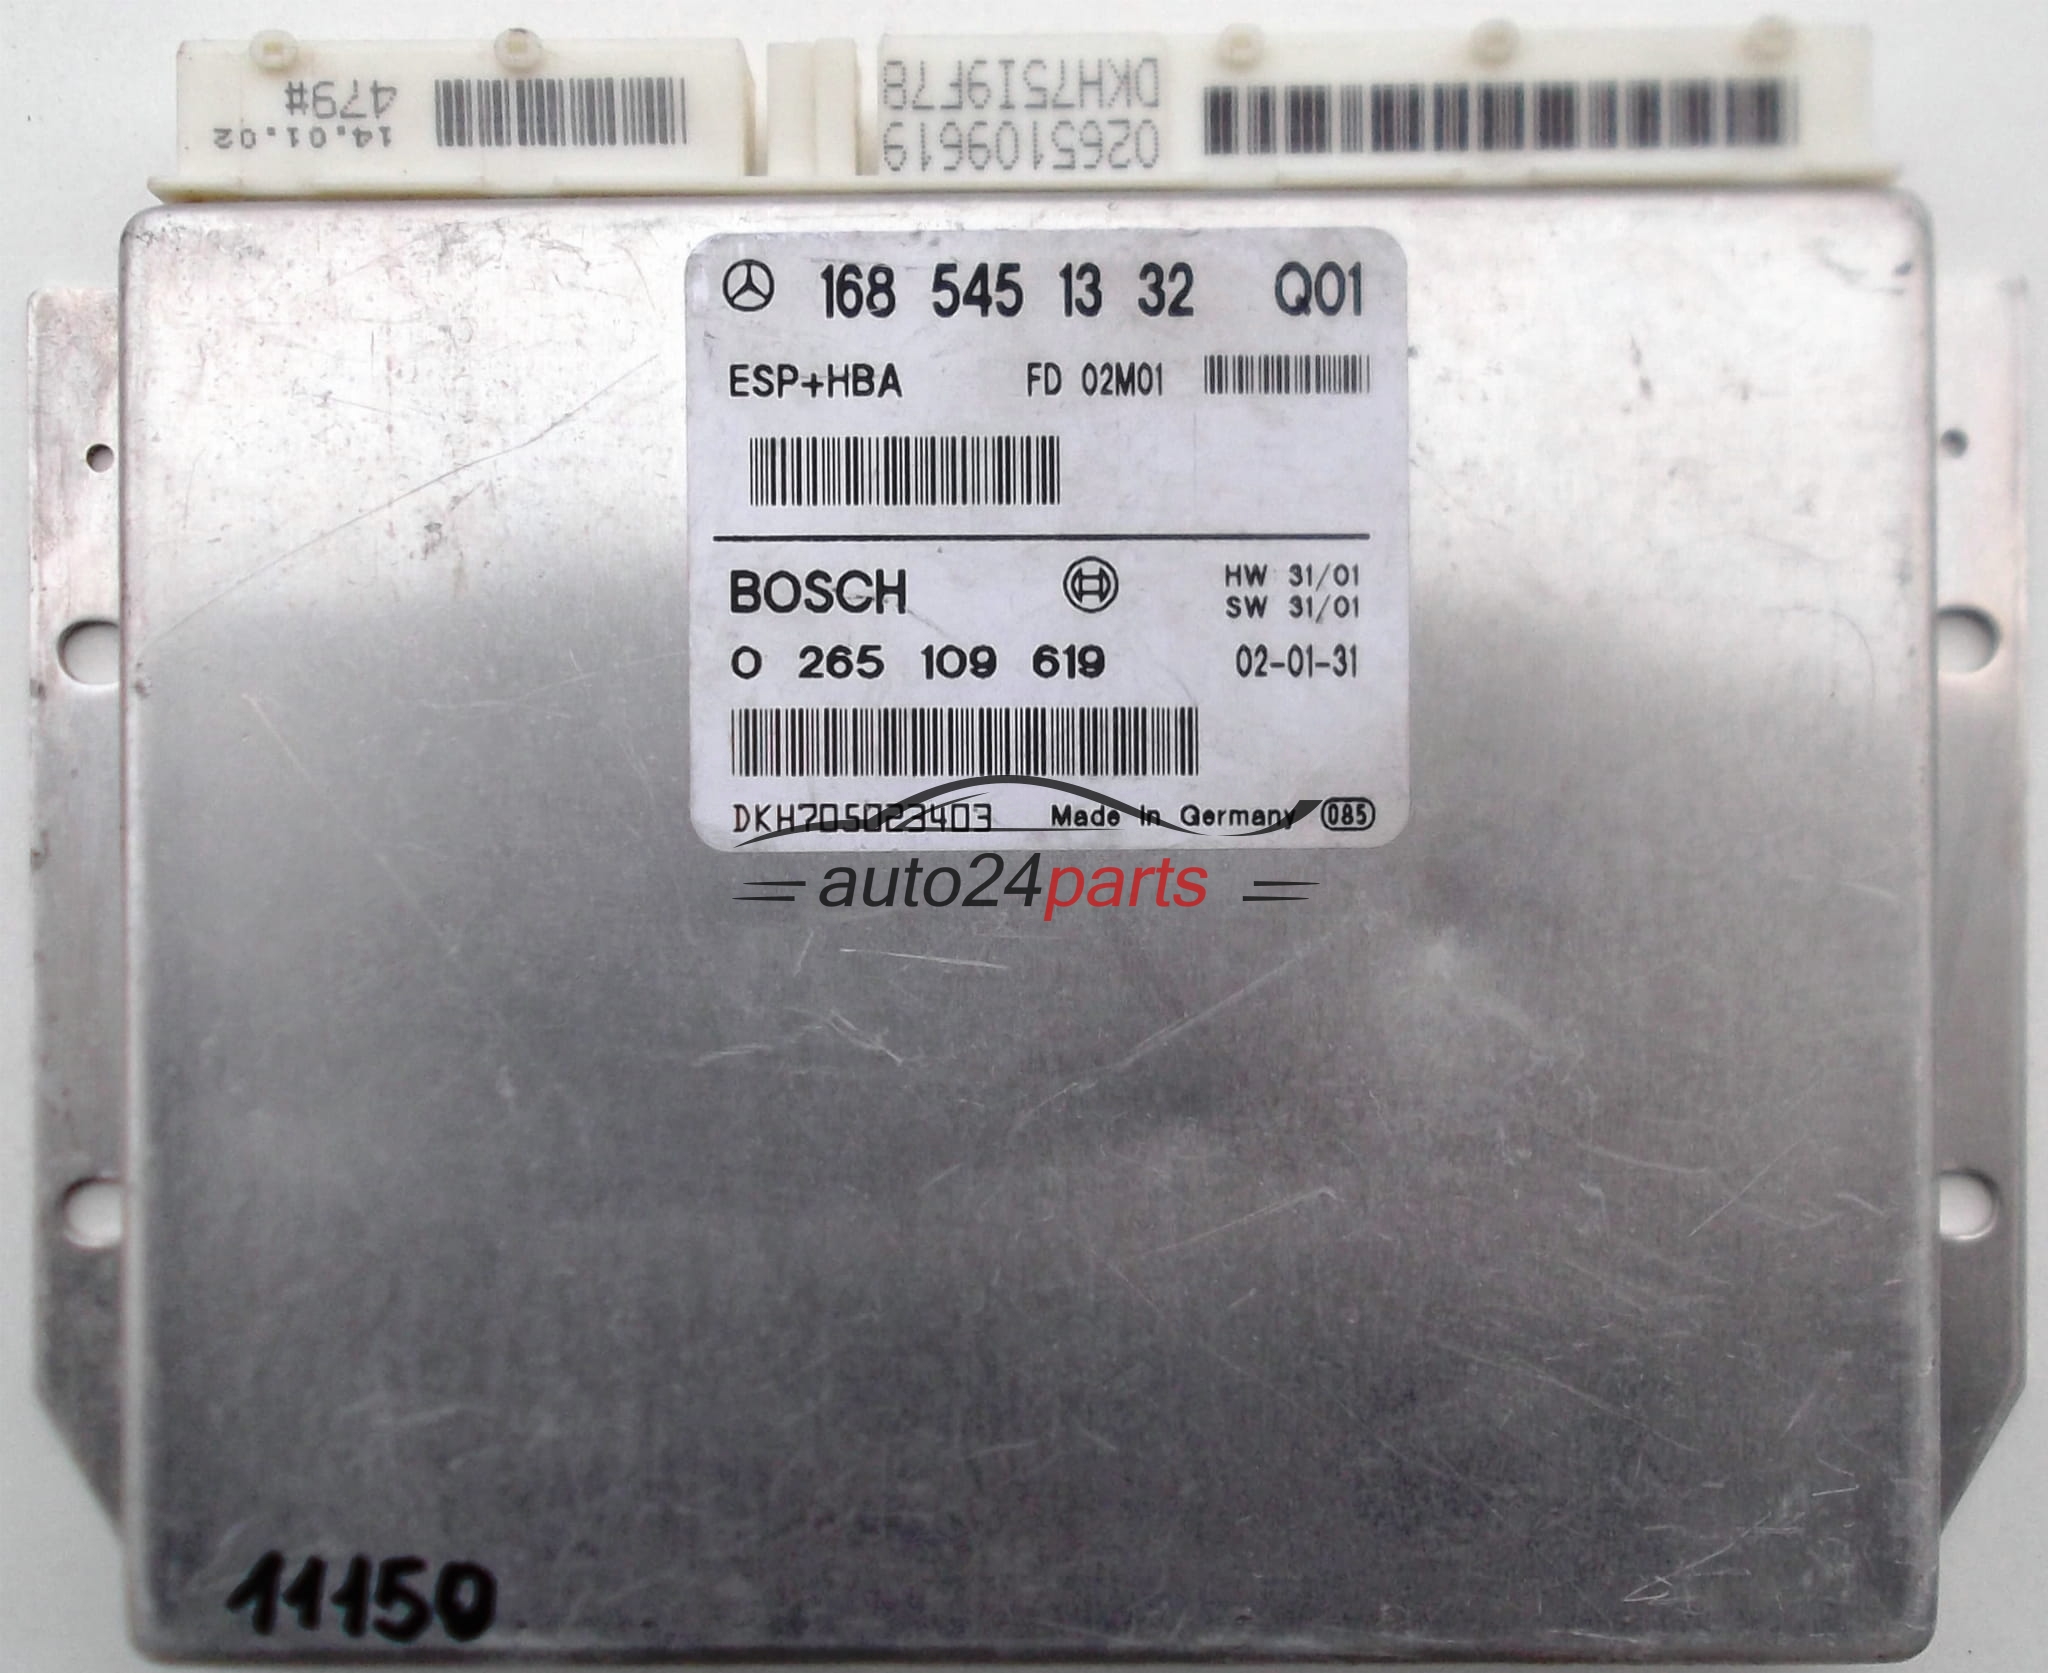 479#
14.01.02
DKH75I9F78
0265109619
168 545 13 32 Q01
ESP+HBA FD 02M01
BOSCH
HW 31/01
SW 31/01
0 265 109 619 02-01-31
DKH705023403 Made in Germany 085
auto24parts
11150